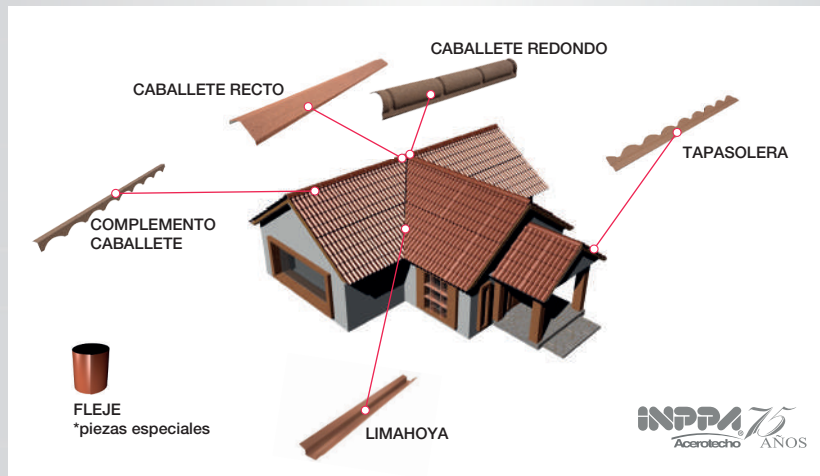 CABALLETE REDONDO
CABALLETE RECTO
TAPASOLERA
COMPLEMENTO
CABALLETE
FLEJE
*piezas especiales
LIMAHOYA
INPPA® 75
Acerotecho AÑOS